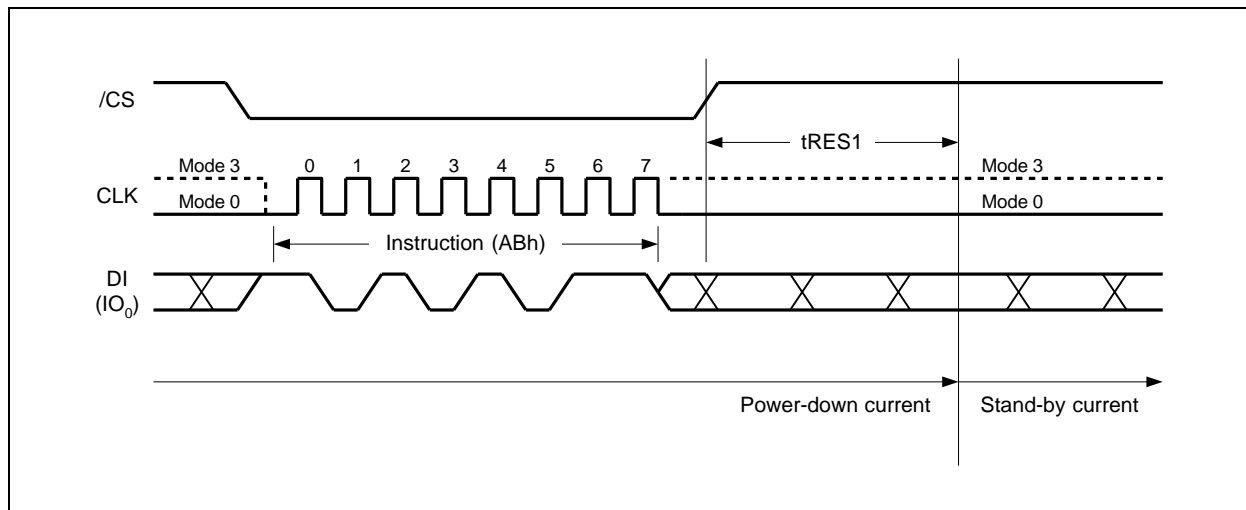 /CS
tRES1
Mode 3 0 1 2 3 4 5 6 7 Mode 3
CLK
Mode 0 Mode 0
Instruction (ABh)
DI
(IO₀)
Power-down current Stand-by current